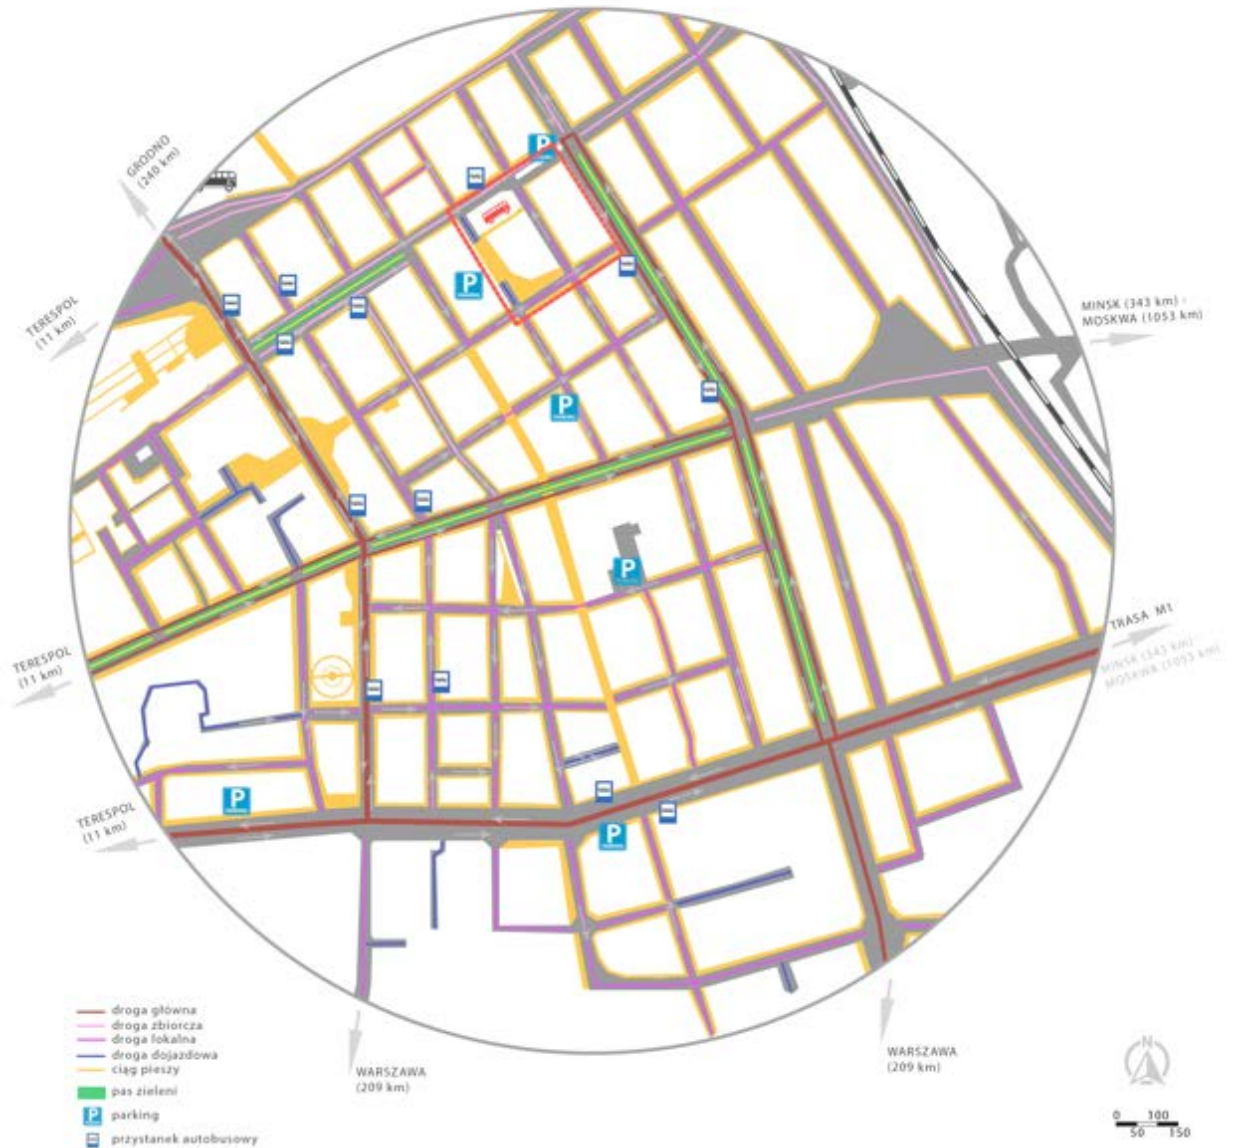 GRODNO
(240 km)
TERESPOL
(11 km)
MINSK (343 km) -
MOSKWA (1053 km)
TRASA M1
MINSK (343 km) -
MOSKWA (1053 km)
TERESPOL
(11 km)
TERESPOL
(11 km)
WARSZAWA
(209 km)
WARSZAWA
(209 km)
P
P
P
P
P
P
droga główna
droga zbiorcza
droga lokalna
droga dojazdowa
ciąg pieszy
pas zieleni
P parking
przystanek autobusowy
N
0 100
50 150